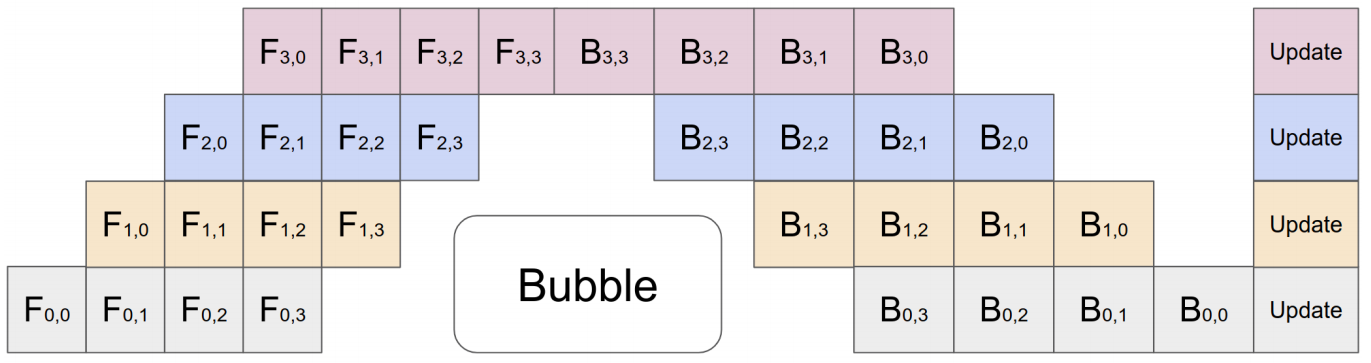 F3,0 F3,1 F3,2 F3,3 B3,3 B3,2 B3,1 B3,0 Update
F2,0 F2,1 F2,2 F2,3 B2,3 B2,2 B2,1 B2,0 Update
F1,0 F1,1 F1,2 F1,3 B1,3 B1,2 B1,1 B1,0 Update
Bubble
F0,0 F0,1 F0,2 F0,3 B0,3 B0,2 B0,1 B0,0 Update